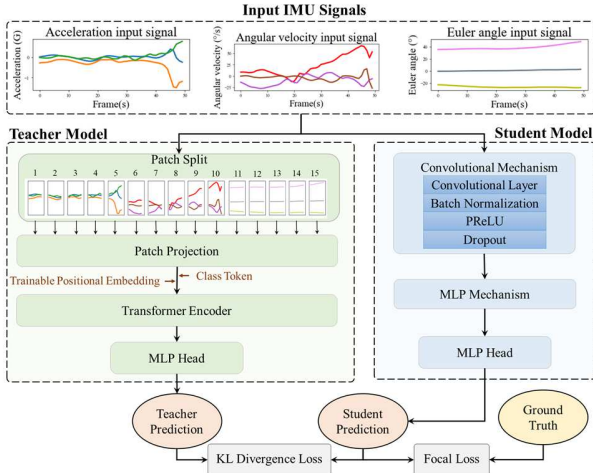 Input IMU Signals
Acceleration input signal
Angular velocity input signal
Euler angle input signal
Acceleration (G)
Angular velocity (°/s)
Euler angle (°)
Frame(s)
Frame(s)
Frame(s)
Teacher Model
Student Model
Patch Split
1 2 3 4 5 6 7 8 9 10 11 12 13 14 15
Patch Projection
Trainable Positional Embedding
Class Token
Transformer Encoder
MLP Head
Convolutional Mechanism
Convolutional Layer
Batch Normalization
PReLU
Dropout
MLP Mechanism
MLP Head
Teacher
Prediction
Student
Prediction
Ground
Truth
KL Divergence Loss
Focal Loss